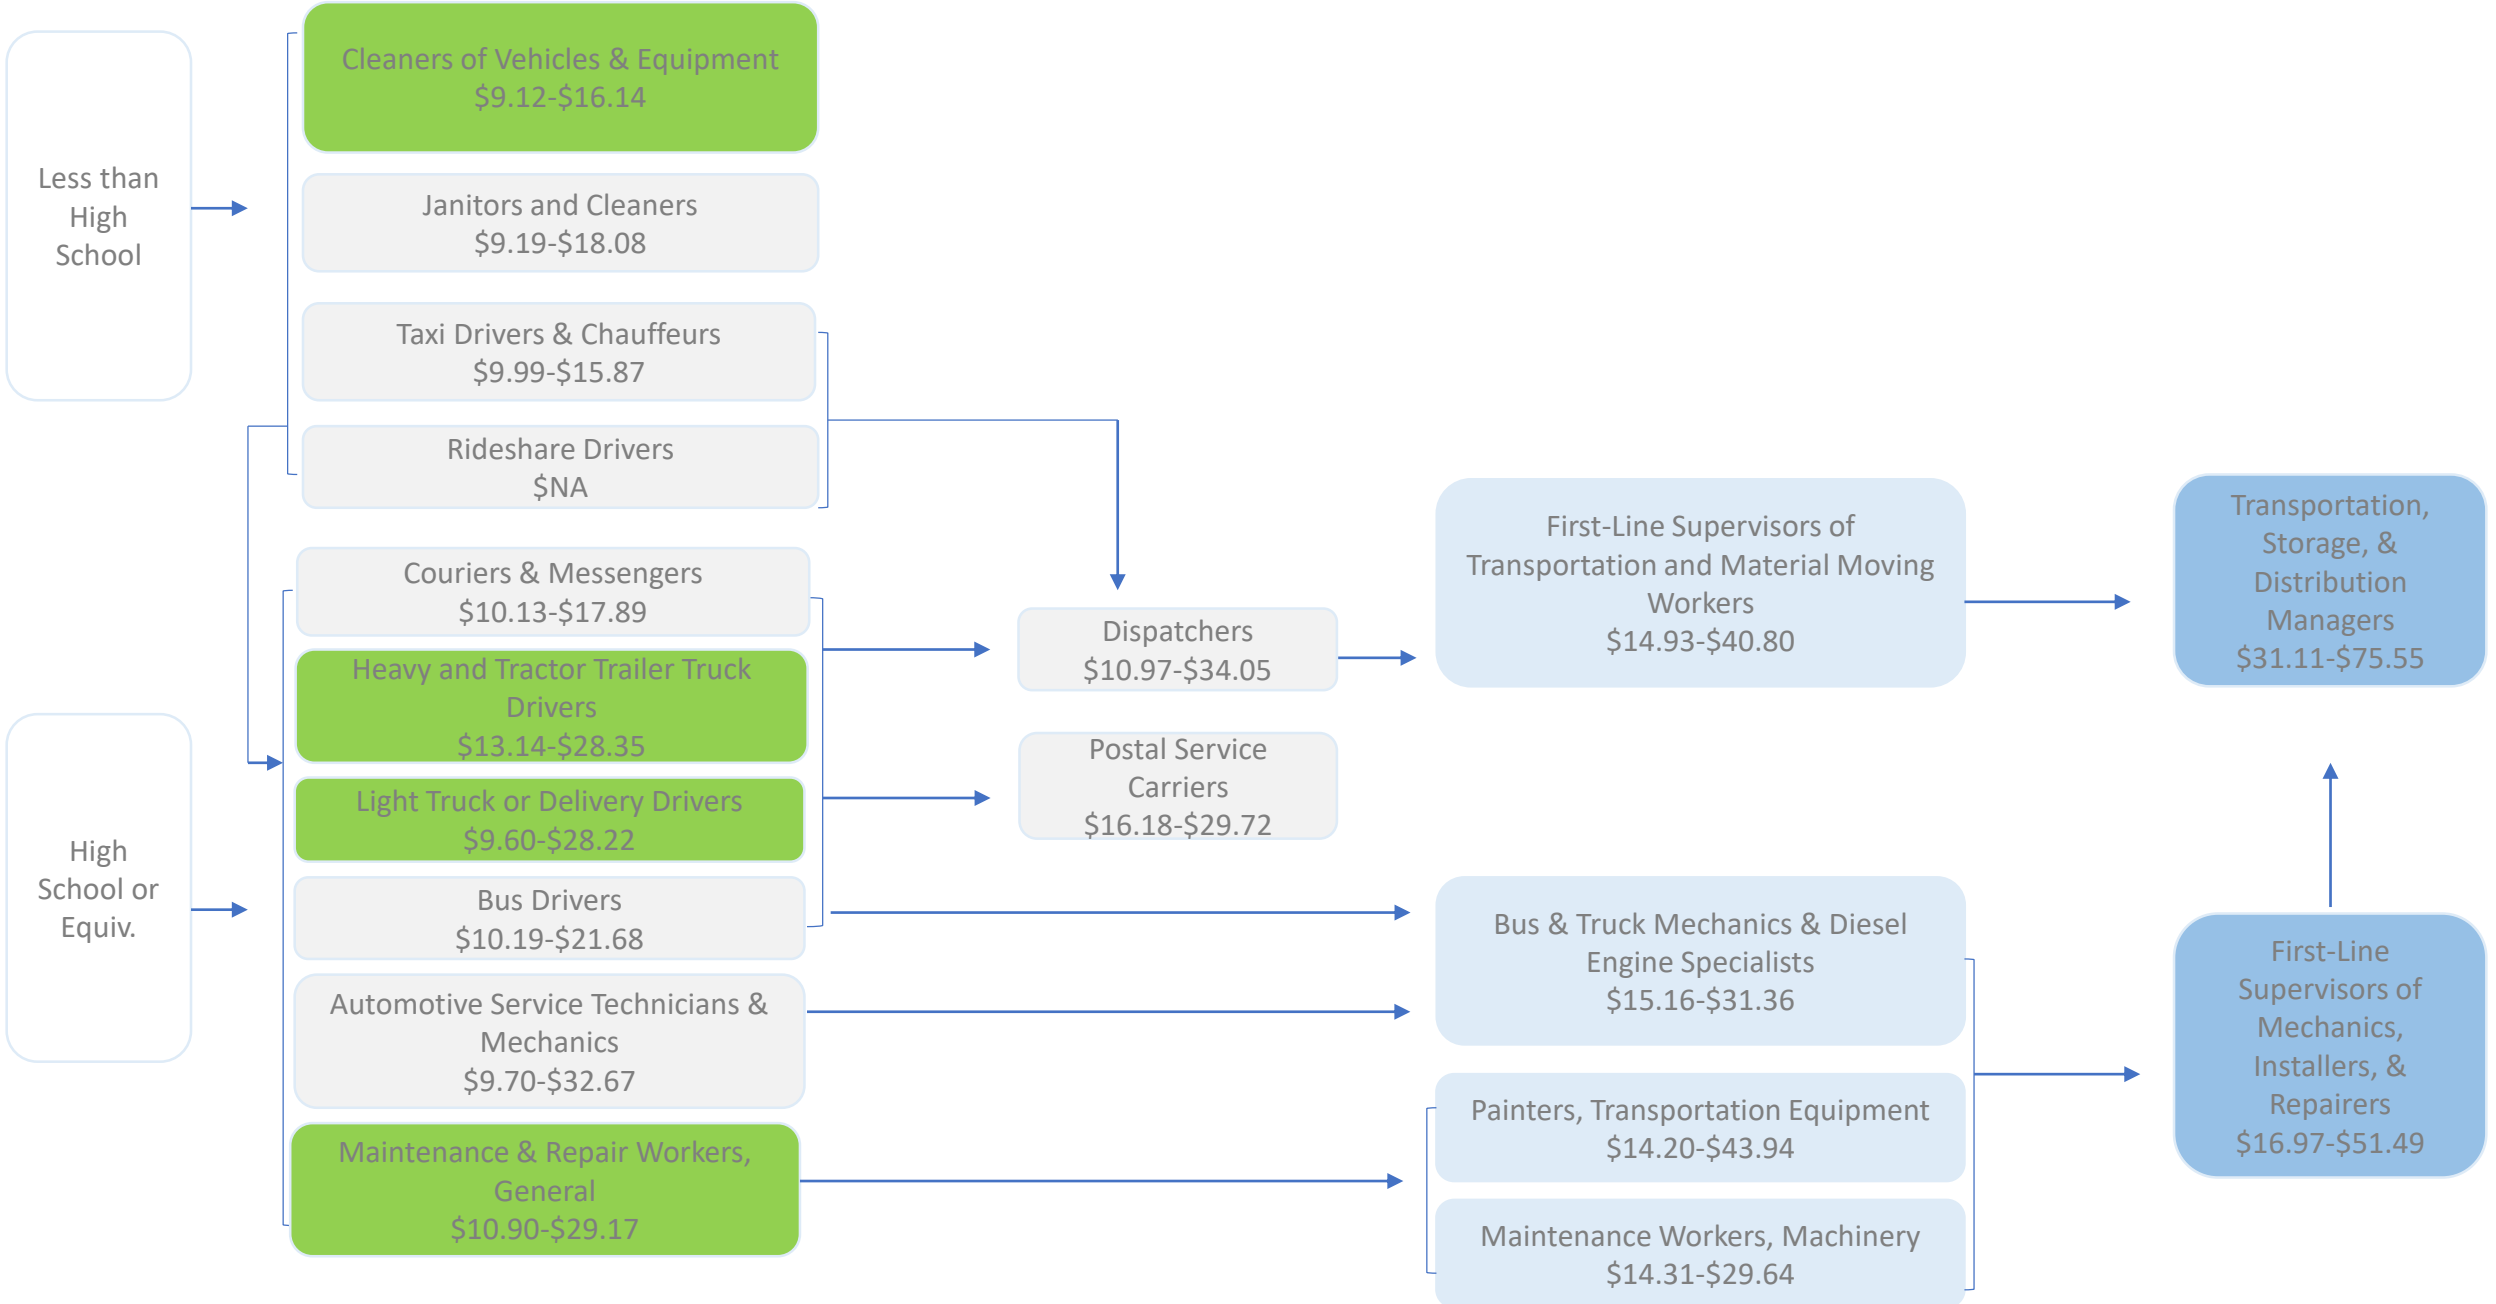 Less than
High
School
Cleaners of Vehicles & Equipment
$9.12-$16.14
Janitors and Cleaners
$9.19-$18.08
Taxi Drivers & Chauffeurs
$9.99-$15.87
Rideshare Drivers
$NA
High
School or
Equiv.
Couriers & Messengers
$10.13-$17.89
Heavy and Tractor Trailer Truck
Drivers
$13.14-$28.35
Light Truck or Delivery Drivers
$9.60-$28.22
Bus Drivers
$10.19-$21.68
Automotive Service Technicians &
Mechanics
$9.70-$32.67
Maintenance & Repair Workers,
General
$10.90-$29.17
Dispatchers
$10.97-$34.05
Postal Service
Carriers
$16.18-$29.72
First-Line Supervisors of
Transportation and Material Moving
Workers
$14.93-$40.80
Bus & Truck Mechanics & Diesel
Engine Specialists
$15.16-$31.36
Painters, Transportation Equipment
$14.20-$43.94
Maintenance Workers, Machinery
$14.31-$29.64
Transportation,
Storage, &
Distribution
Managers
$31.11-$75.55
First-Line
Supervisors of
Mechanics,
Installers, &
Repairers
$16.97-$51.49